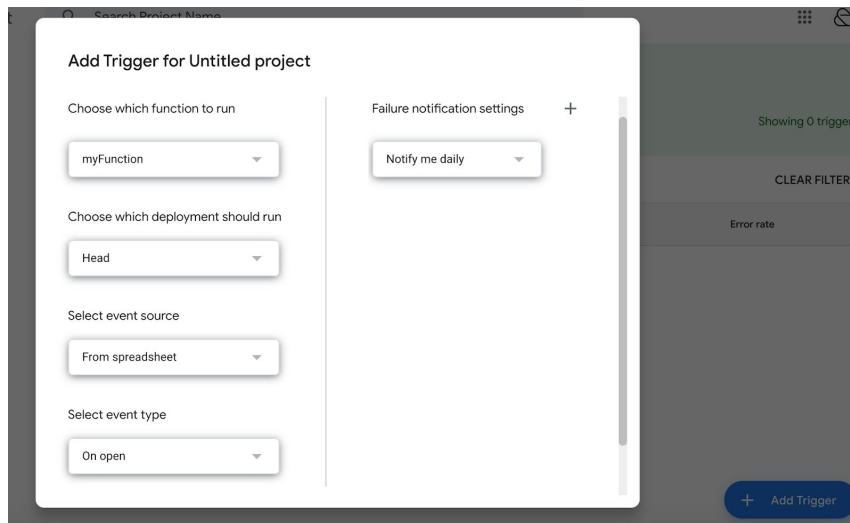 Search Project Name
Add Trigger for Untitled project
Choose which function to run
myFunction
Choose which deployment should run
Head
Select event source
From spreadsheet
Select event type
On open
Failure notification settings
+
Notify me daily
Showing 0 trigger
CLEAR FILTER
Error rate
+ Add Trigger